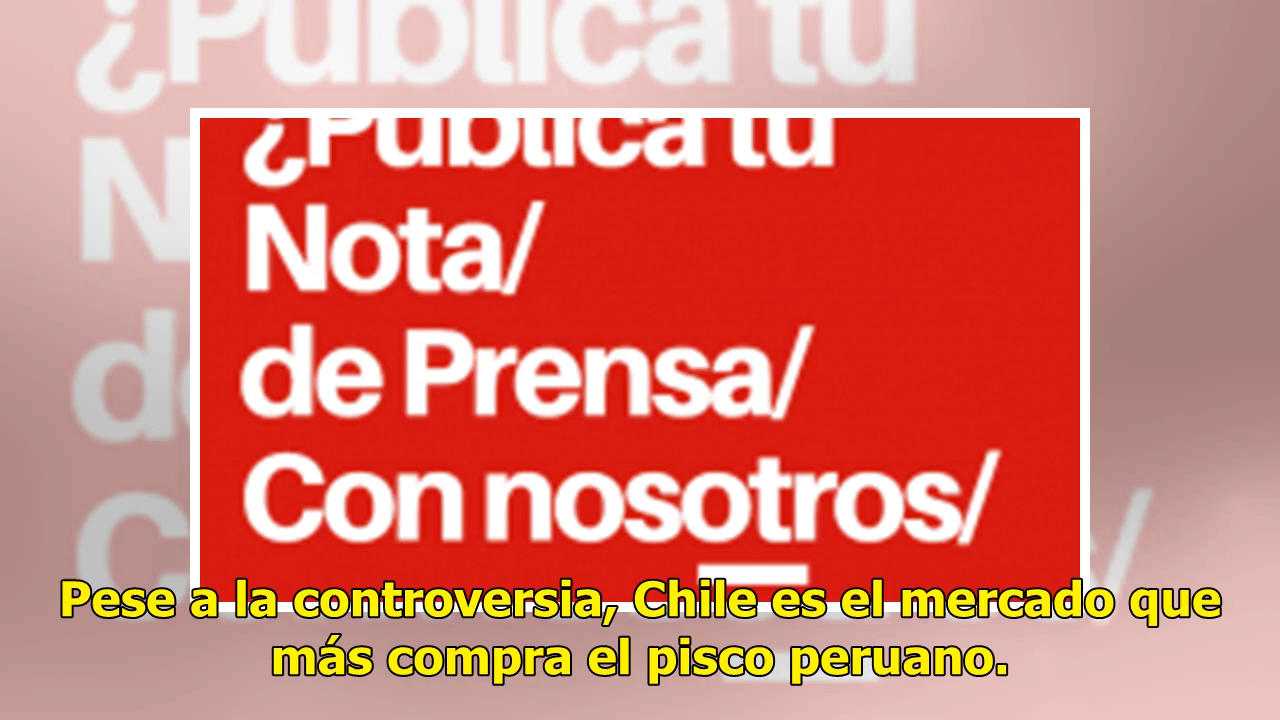 ¿Publica tu
Nota/
de Prensa/
Con nosotros/
Pese a la controversia, Chile es el mercado que
más compra el pisco peruano.